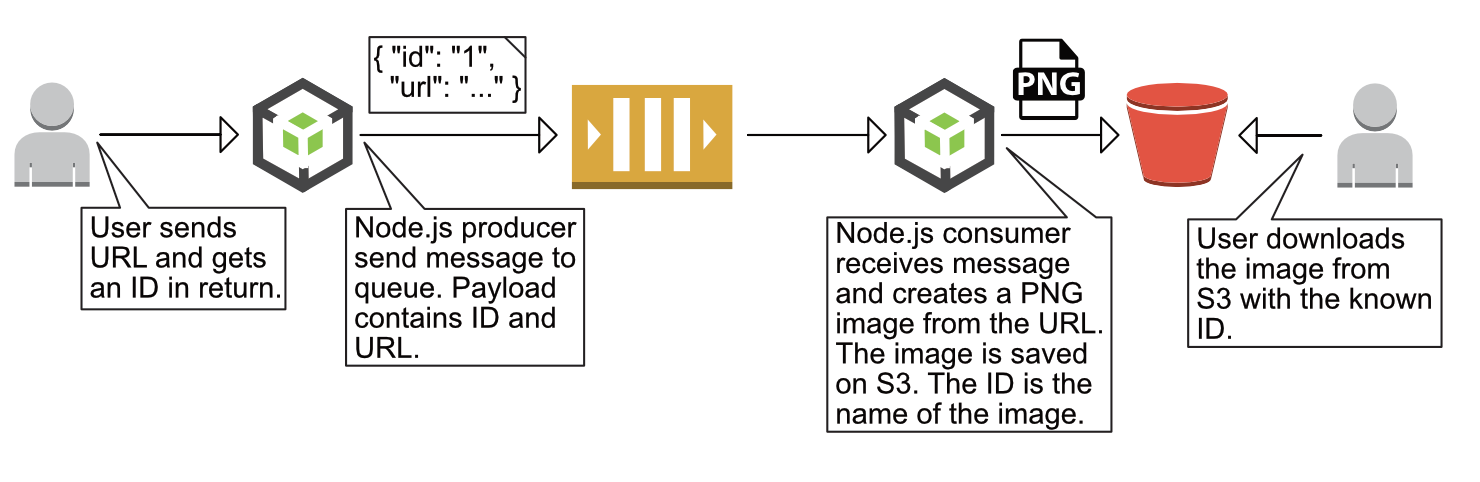 { "id": "1",
"url": "..." }
PNG
User sends
URL and gets
an ID in return.
Node.js producer
send message to
queue. Payload
contains ID and
URL.
Node.js consumer
receives message
and creates a PNG
image from the URL.
The image is saved
on S3. The ID is the
name of the image.
User downloads
the image from
S3 with the known
ID.